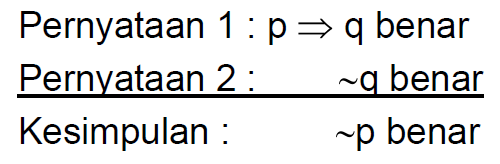 Pernyataan 1 : p ⇒ q benar
Pernyataan 2 : ~q benar
Kesimpulan : ~p benar